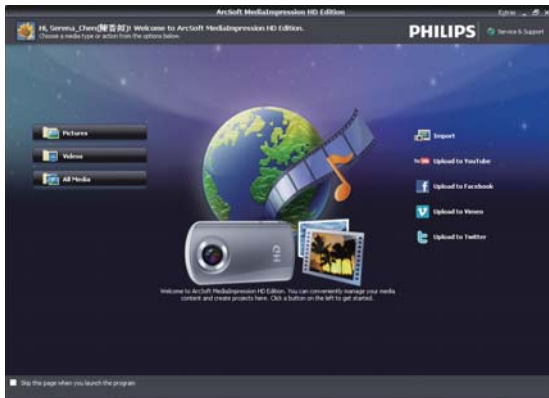 ArcSoft MediaImpression HD Edition
Extras
Hi, Serena_Chen(陳香如)! Welcome to ArcSoft MediaImpression HD Edition.
Choose a media type or action from the options below.
PHILIPS
Service & Support
Pictures
Videos
All Media
Import
Upload to YouTube
Upload to Facebook
Upload to Vimeo
Upload to Twitter
HD
Welcome to ArcSoft MediaImpression HD Edition. You can conveniently manage your media
content and create projects here. Click a button on the left to get started.
Skip this page when you launch the program